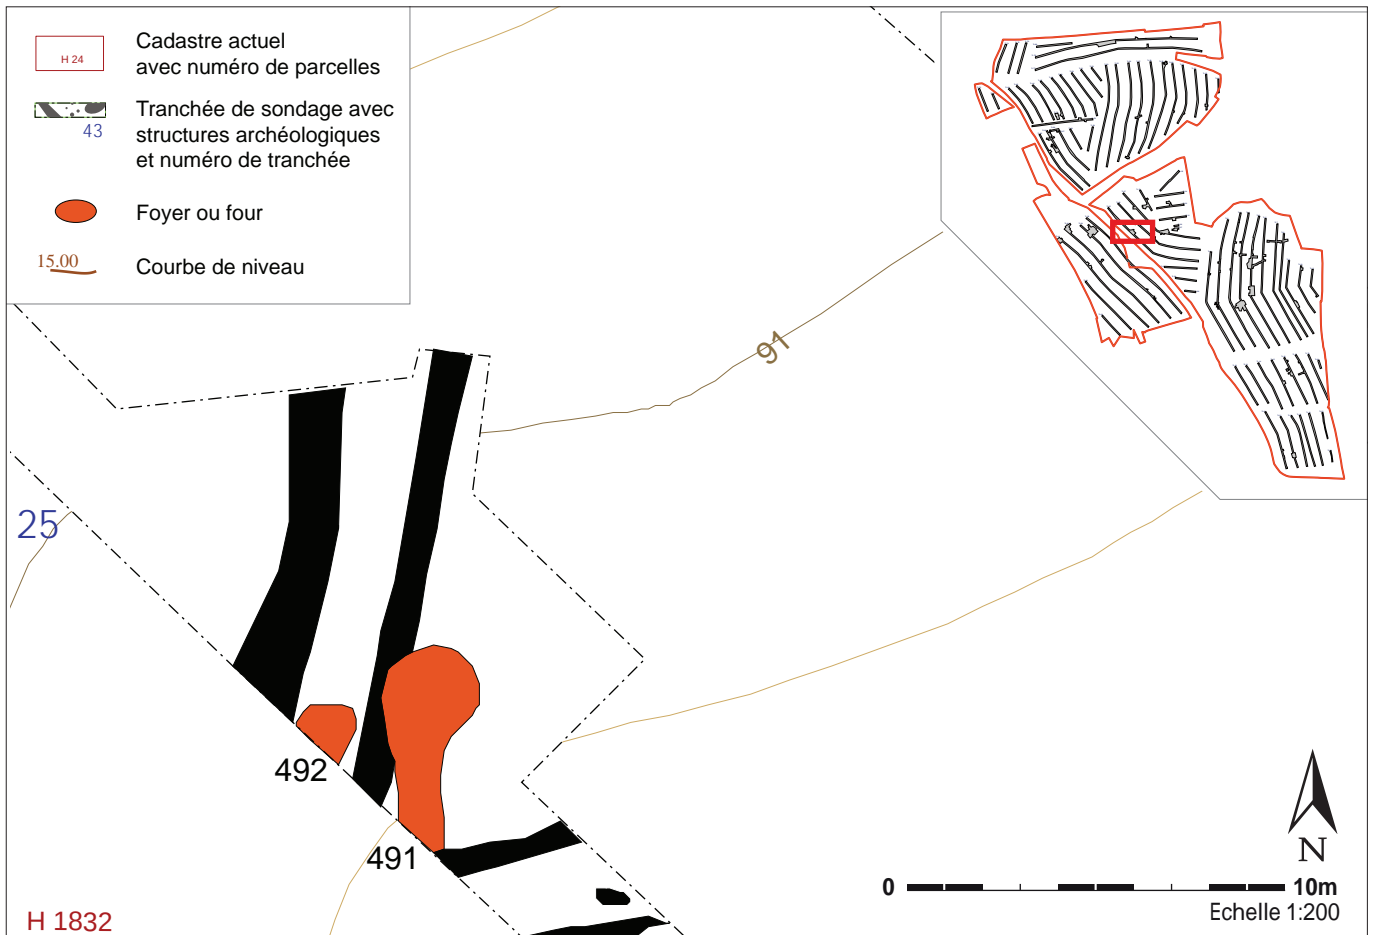 Cadastre actuel
avec numéro de parcelles
H 24
Tranchée de sondage avec
structures archéologiques
et numéro de tranchée
43
Foyer ou four
15.00
Courbe de niveau
91
25
492
491
H 1832
N
0
10m
Echelle 1:200